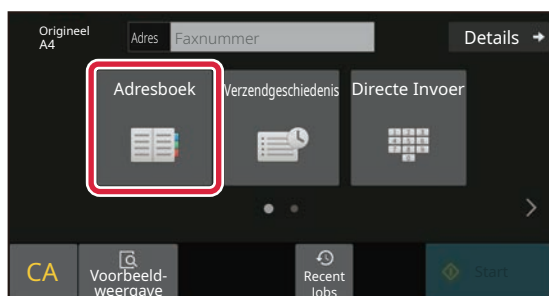 Origineel
A4
Adres Faxnummer
Details
Adresboek Verzendgeschiedenis Directe Invoer
CA
Voorbeeld-
weergave
Recent
Jobs
Start